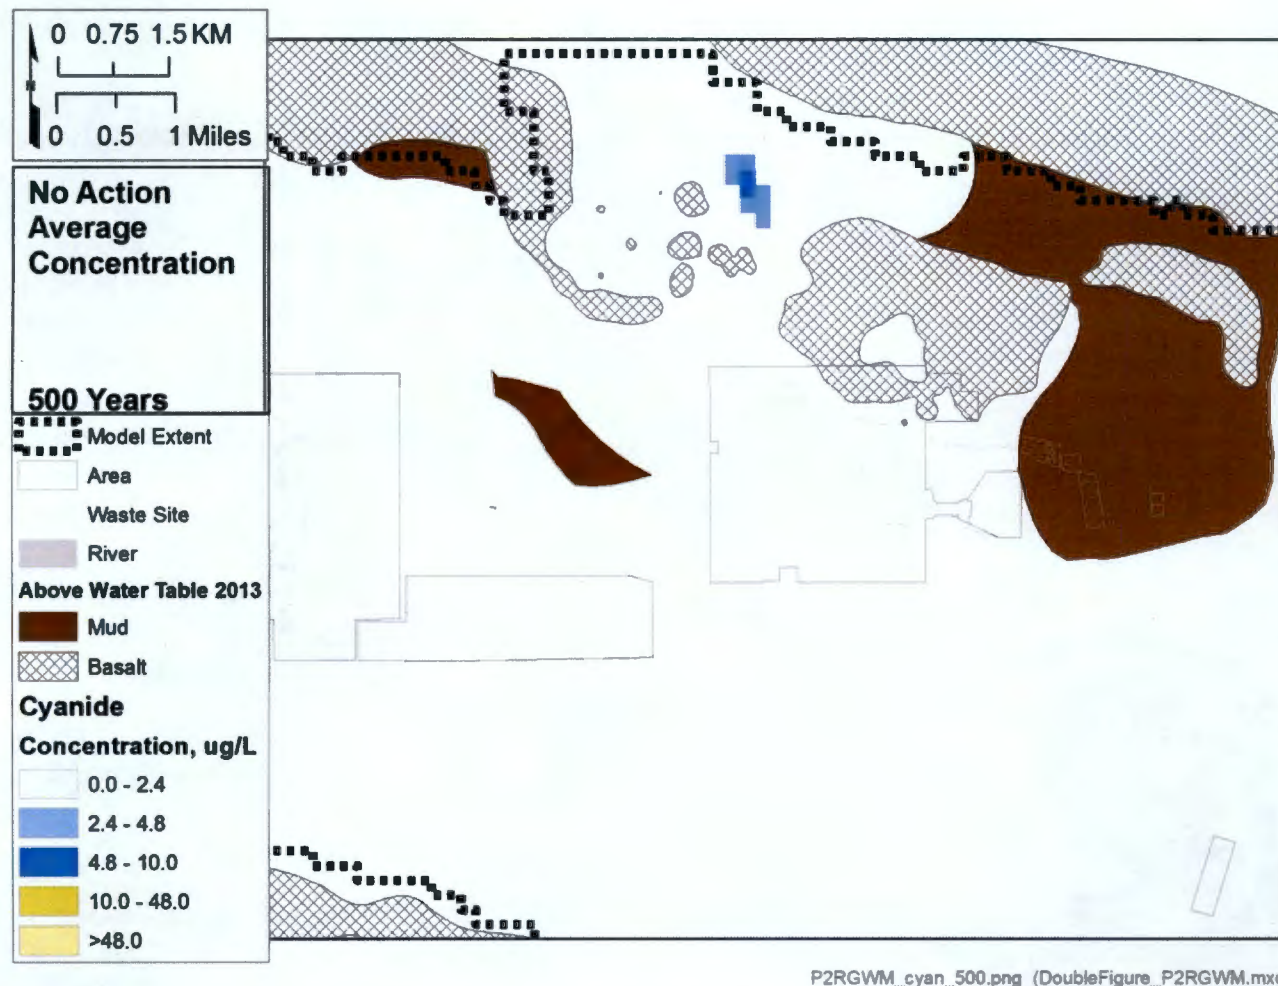 0 0.75 1.5 KM
0 0.5 1 Miles
No Action
Average
Concentration
500 Years
Model Extent
Area
Waste Site
River
Above Water Table 2013
Mud
Basalt
Cyanide
Concentration, ug/L
0.0 - 2.4
2.4 - 4.8
4.8 - 10.0
10.0 - 48.0
>48.0
P2RGWM_cyan_500.png (DoubleFigure_P2RGWM.mxd